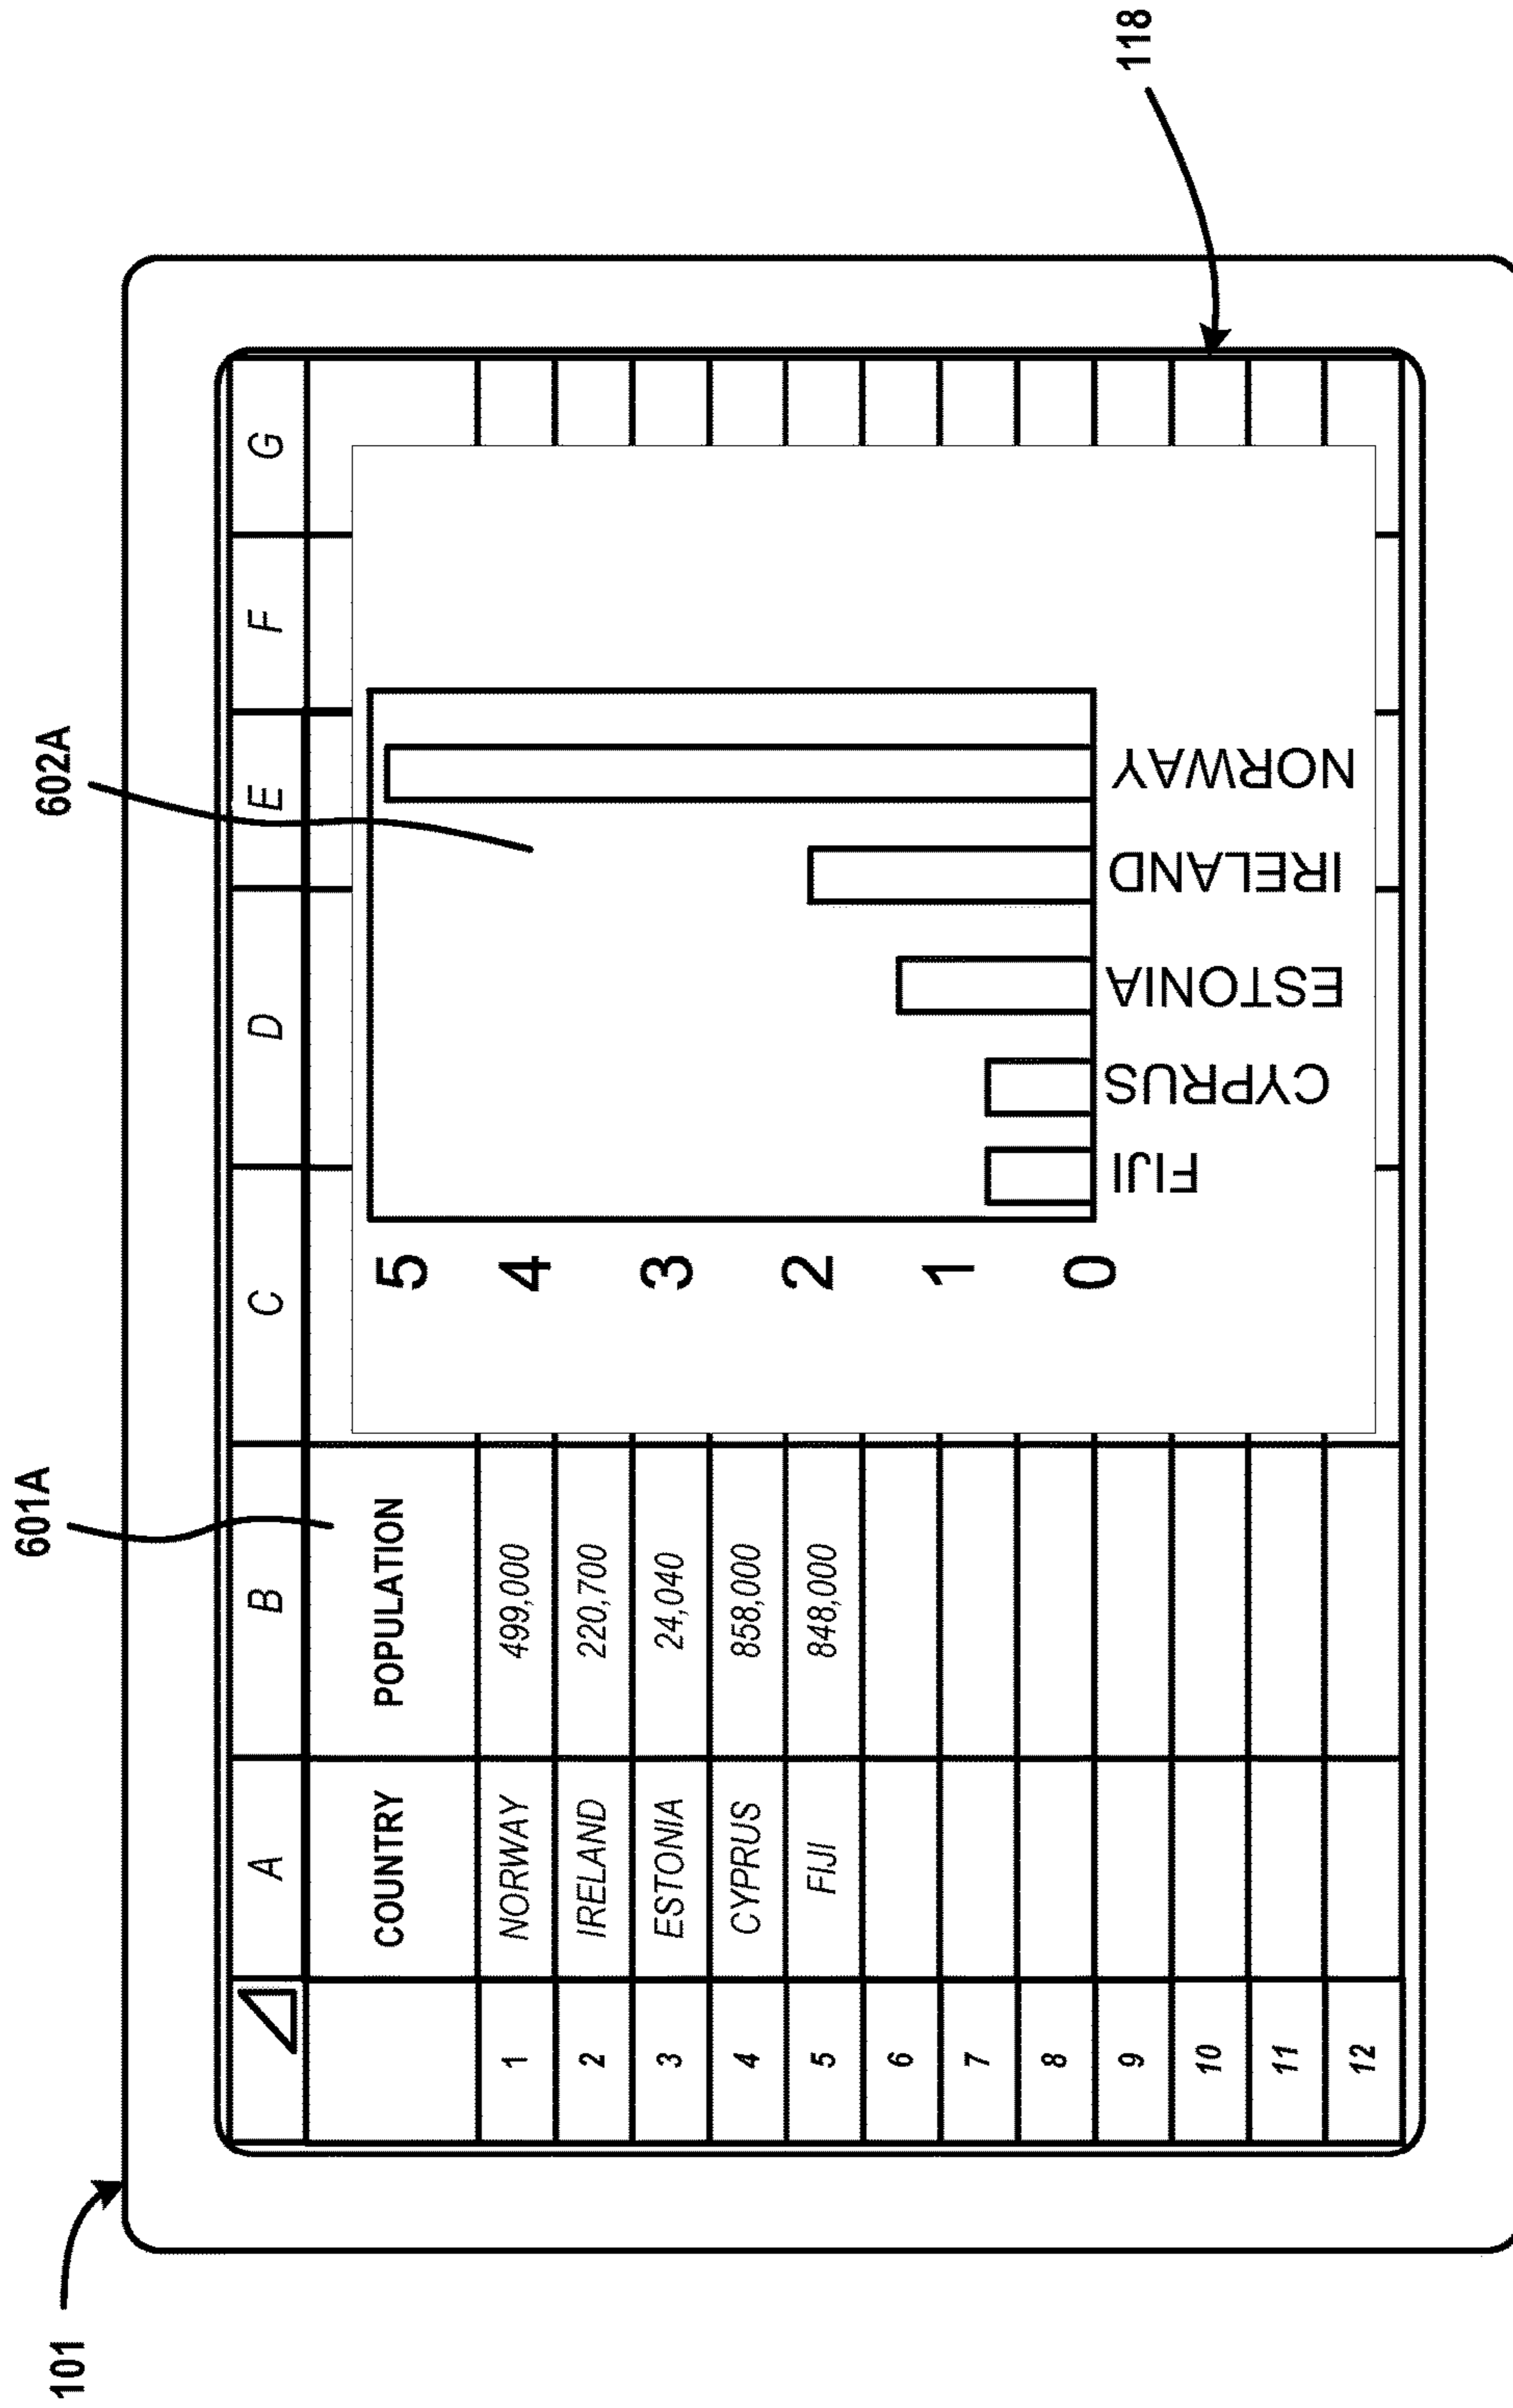 101
601A
602A
118
A B C D E F G
COUNTRY POPULATION
1 NORWAY 499,000
2 IRELAND 220,700
3 ESTONIA 24,040
4 CYPRUS 858,000
5 FIJI 848,000
6
7
8
9
10
11
12
5
4
3
2
1
0
FIJI
CYPRUS
ESTONIA
IRELAND
NORWAY